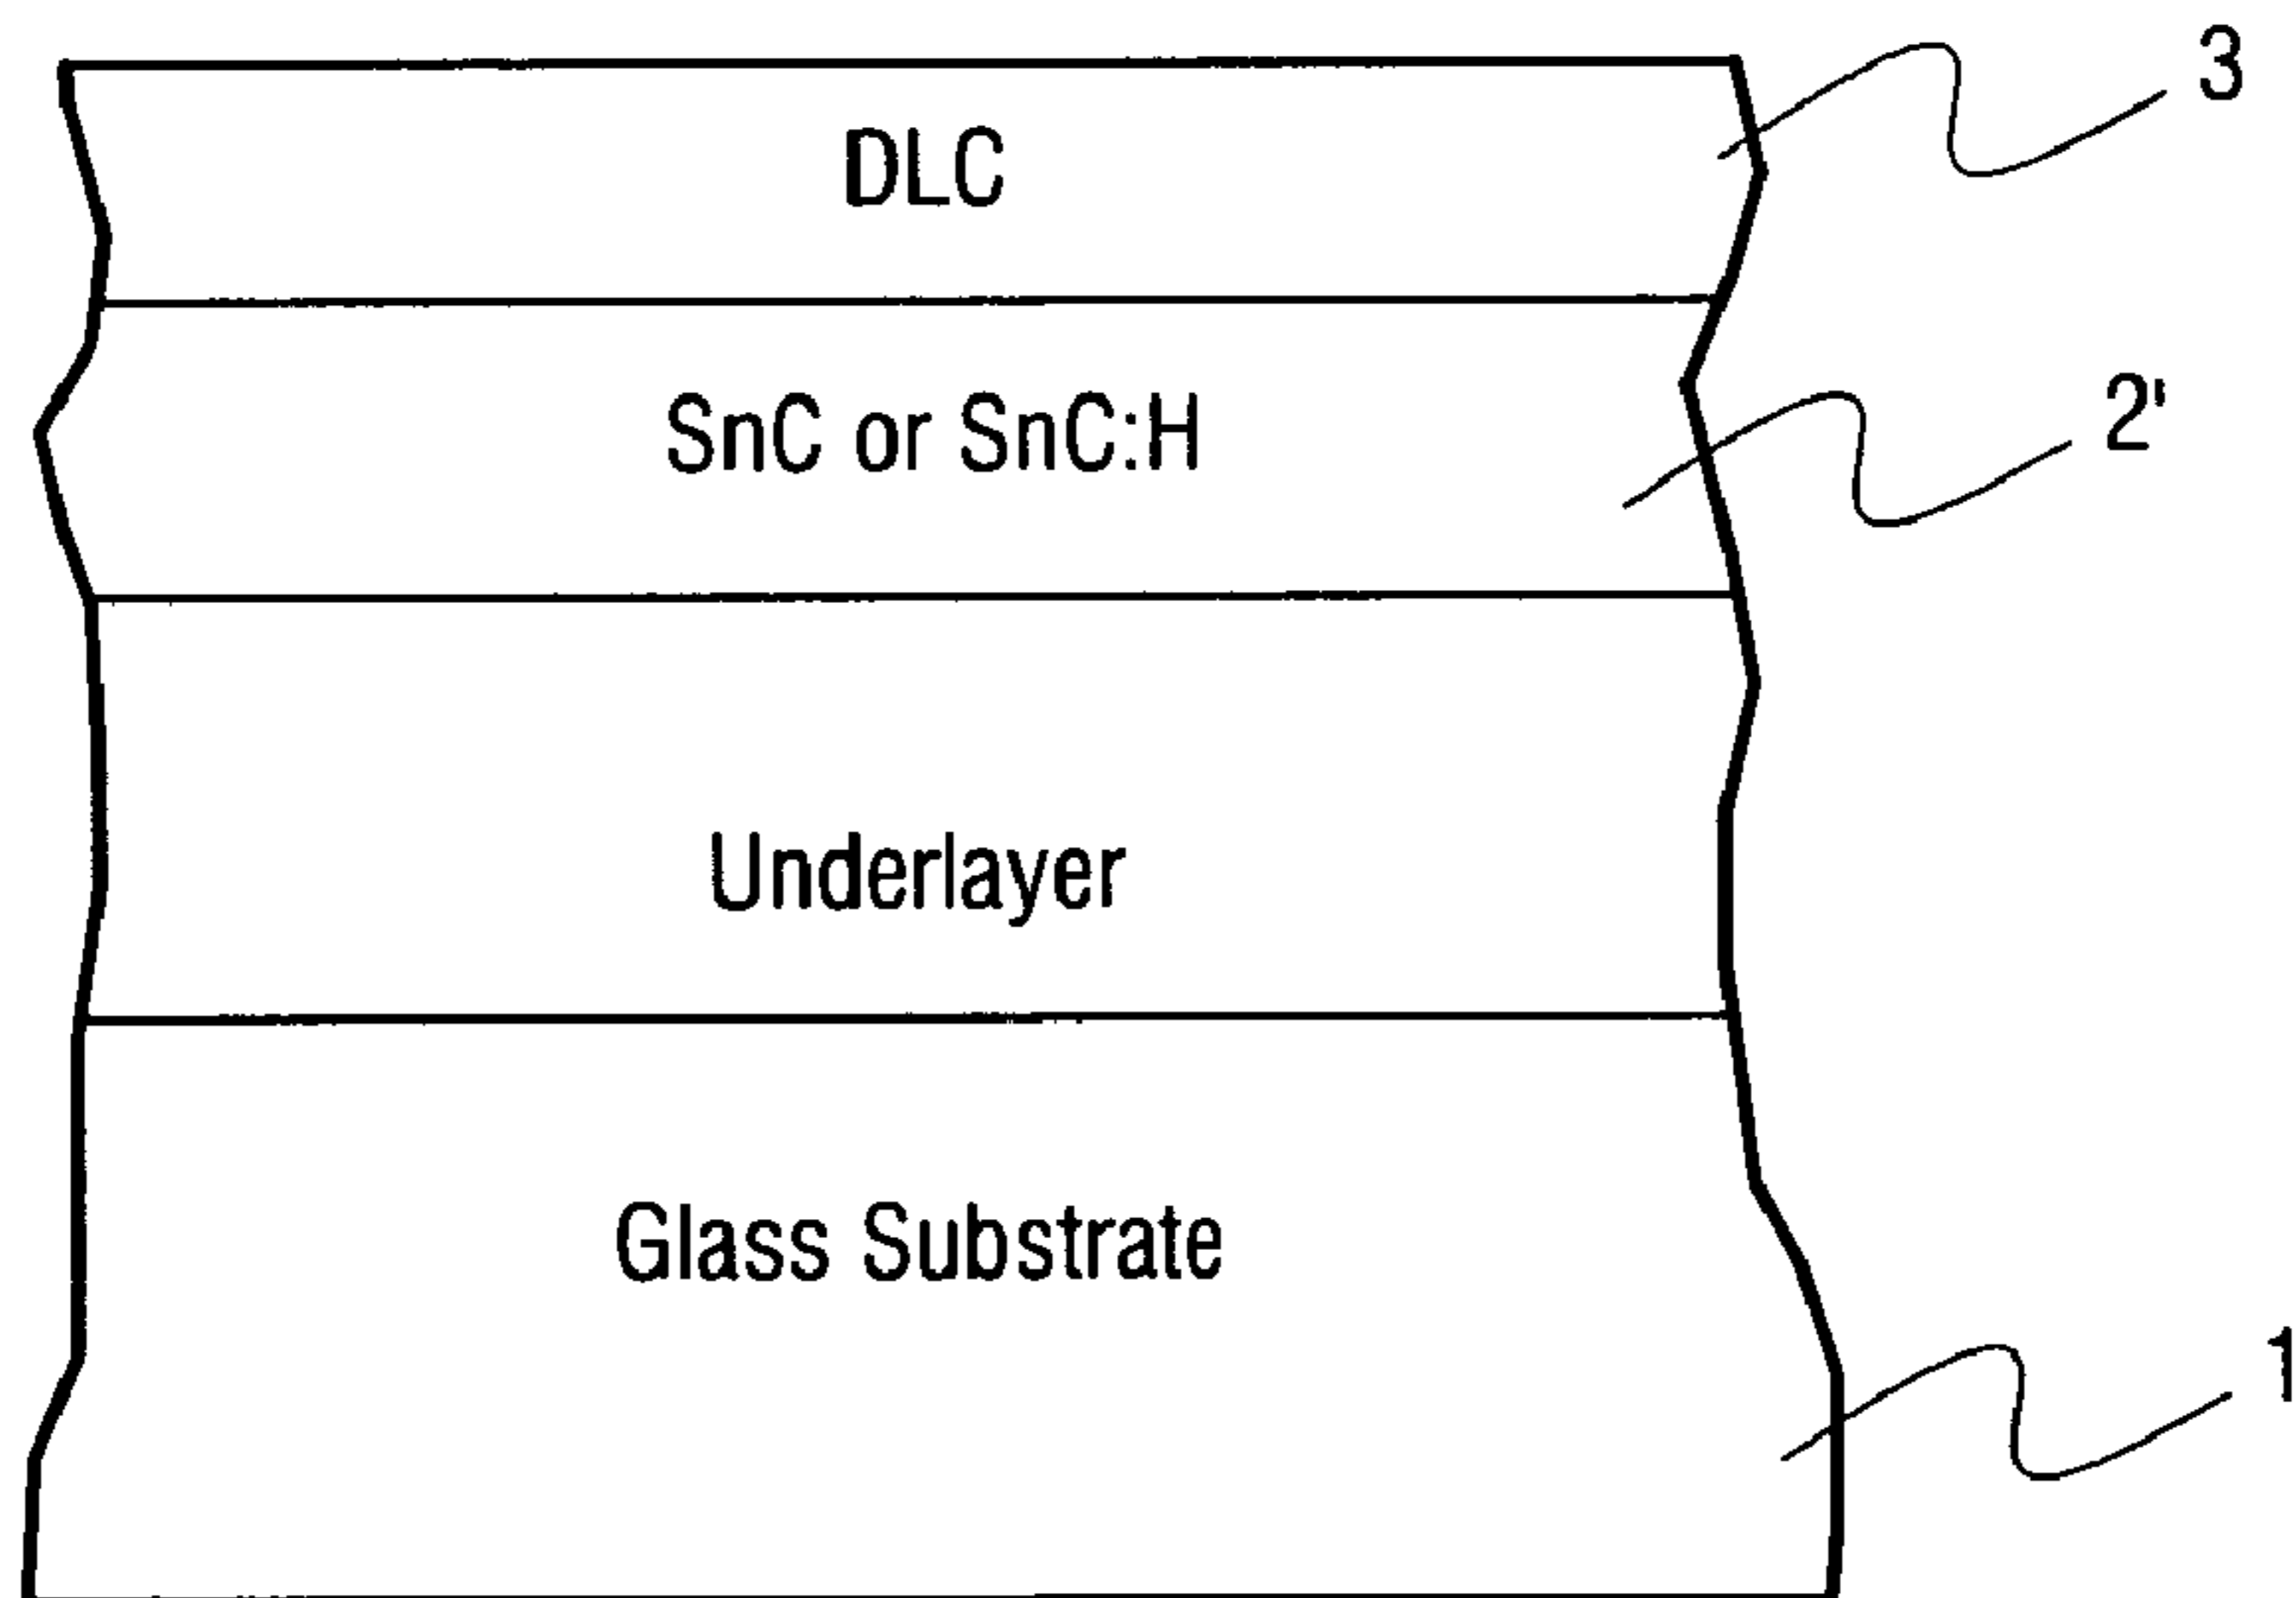 DLC
3
SnC or SnC:H
2'
Underlayer
Glass Substrate
1